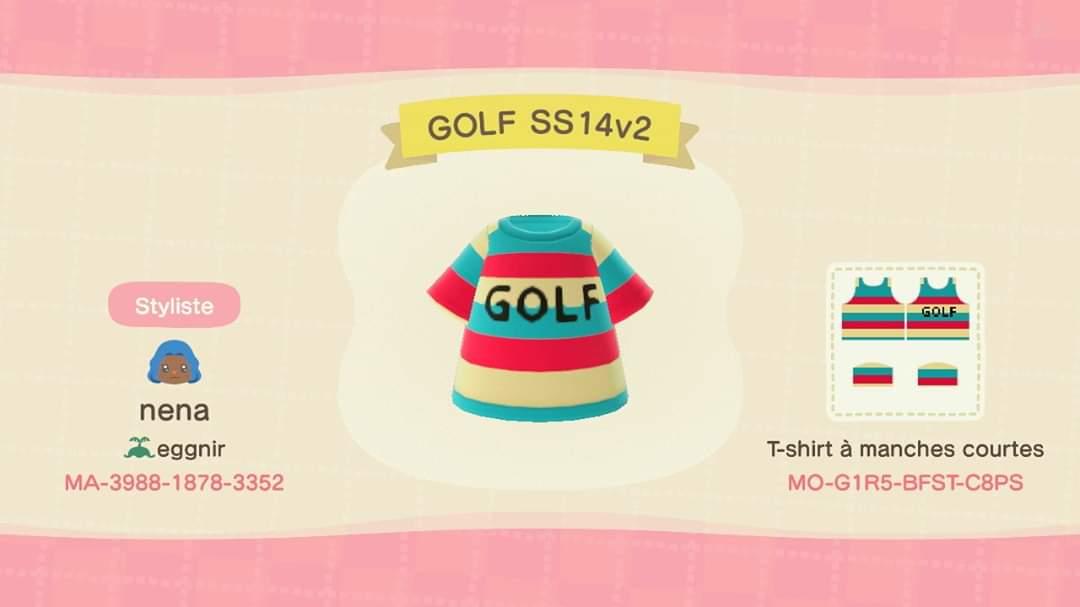 GOLF SS14v2
GOLF
Styliste
nena
eggnir
MA-3988-1878-3352
GOLF
T-shirt à manches courtes
MO-G1R5-BFST-C8PS